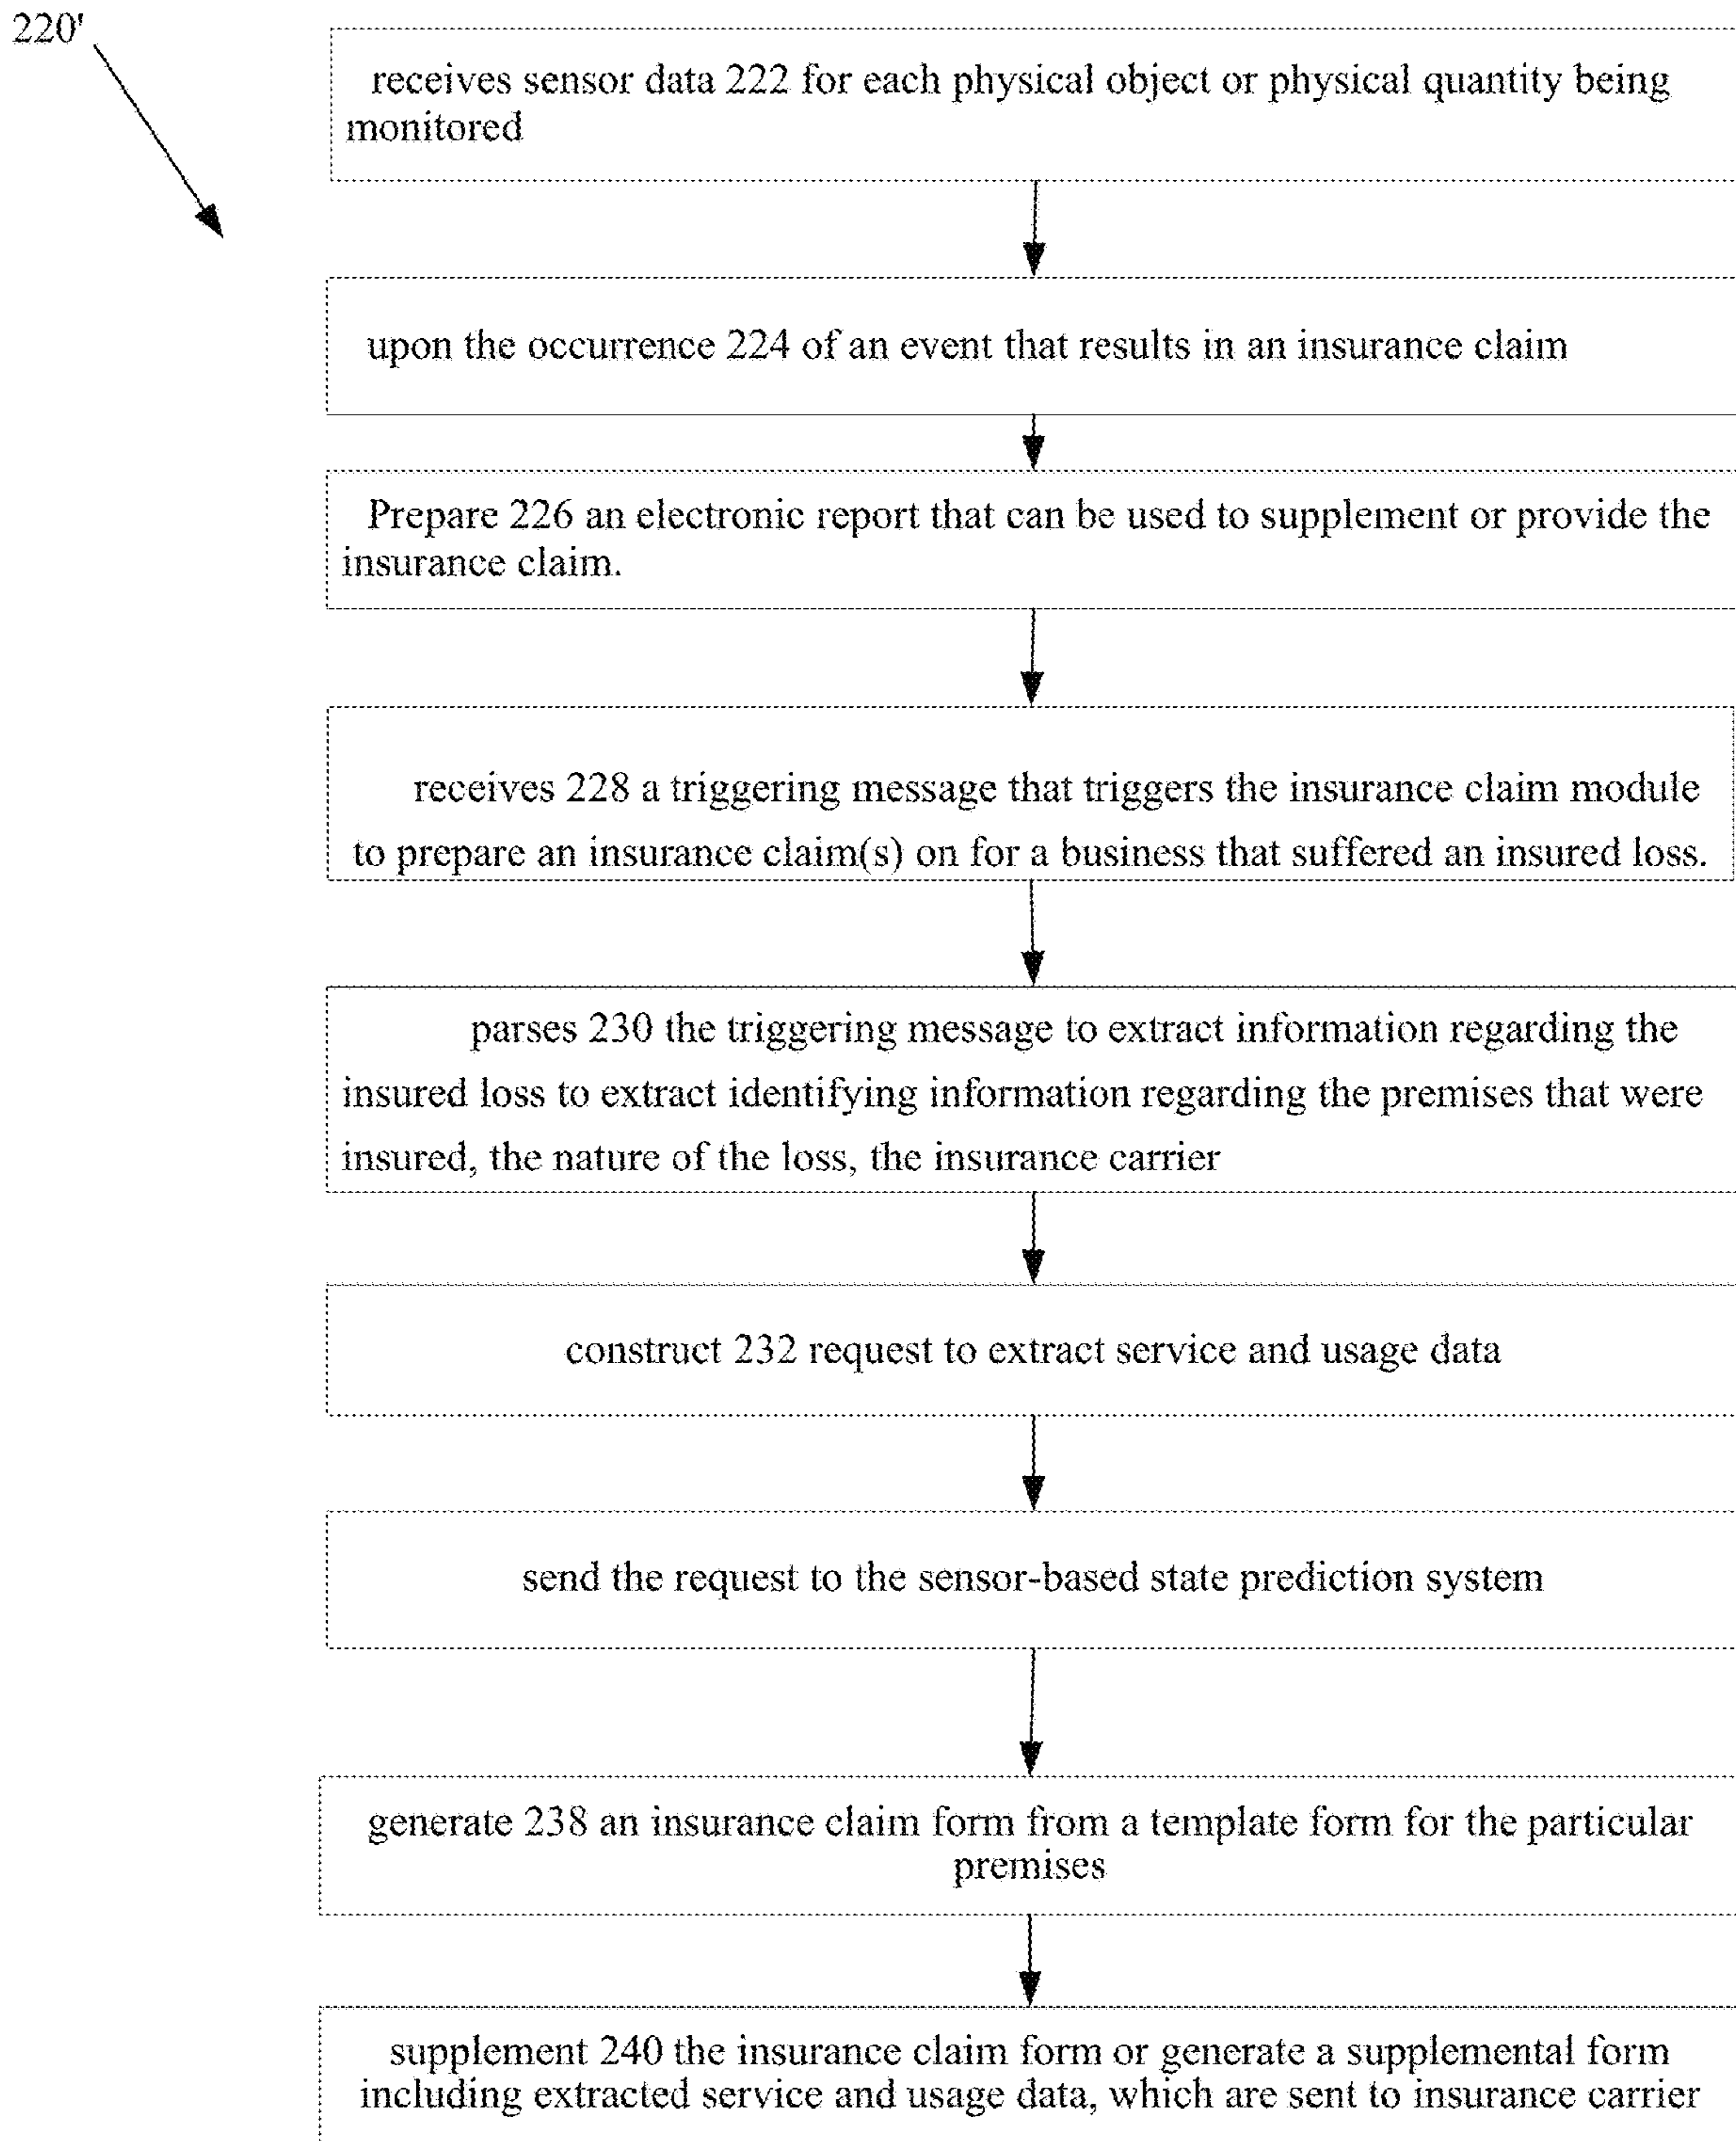 220'
receives sensor data 222 for each physical object or physical quantity being
monitored
upon the occurrence 224 of an event that results in an insurance claim
Prepare 226 an electronic report that can be used to supplement or provide the
insurance claim.
receives 228 a triggering message that triggers the insurance claim module
to prepare an insurance claim(s) on for a business that suffered an insured loss.
parses 230 the triggering message to extract information regarding the
insured loss to extract identifying information regarding the premises that were
insured, the nature of the loss, the insurance carrier
construct 232 request to extract service and usage data
send the request to the sensor-based state prediction system
generate 238 an insurance claim form from a template form for the particular
premises
supplement 240 the insurance claim form or generate a supplemental form
including extracted service and usage data, which are sent to insurance carrier